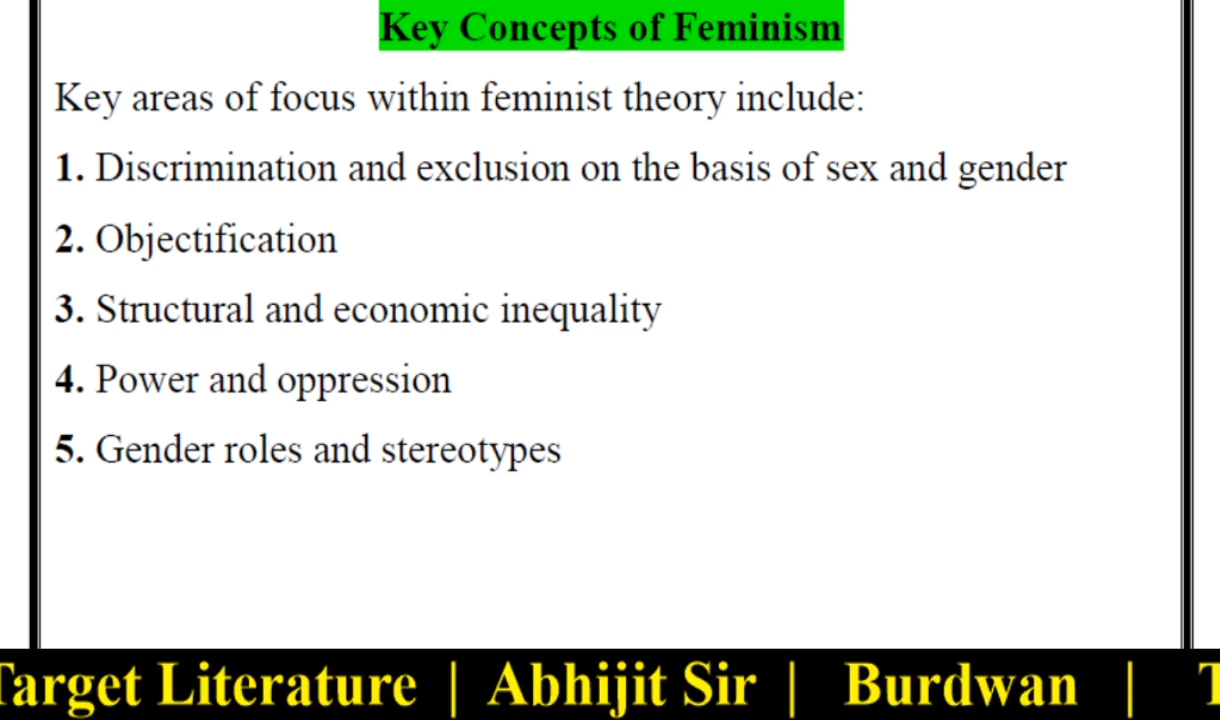 Key Concepts of Feminism
Key areas of focus within feminist theory include:
1. Discrimination and exclusion on the basis of sex and gender
2. Objectification
3. Structural and economic inequality
4. Power and oppression
5. Gender roles and stereotypes
Target Literature | Abhijit Sir | Burdwan | T